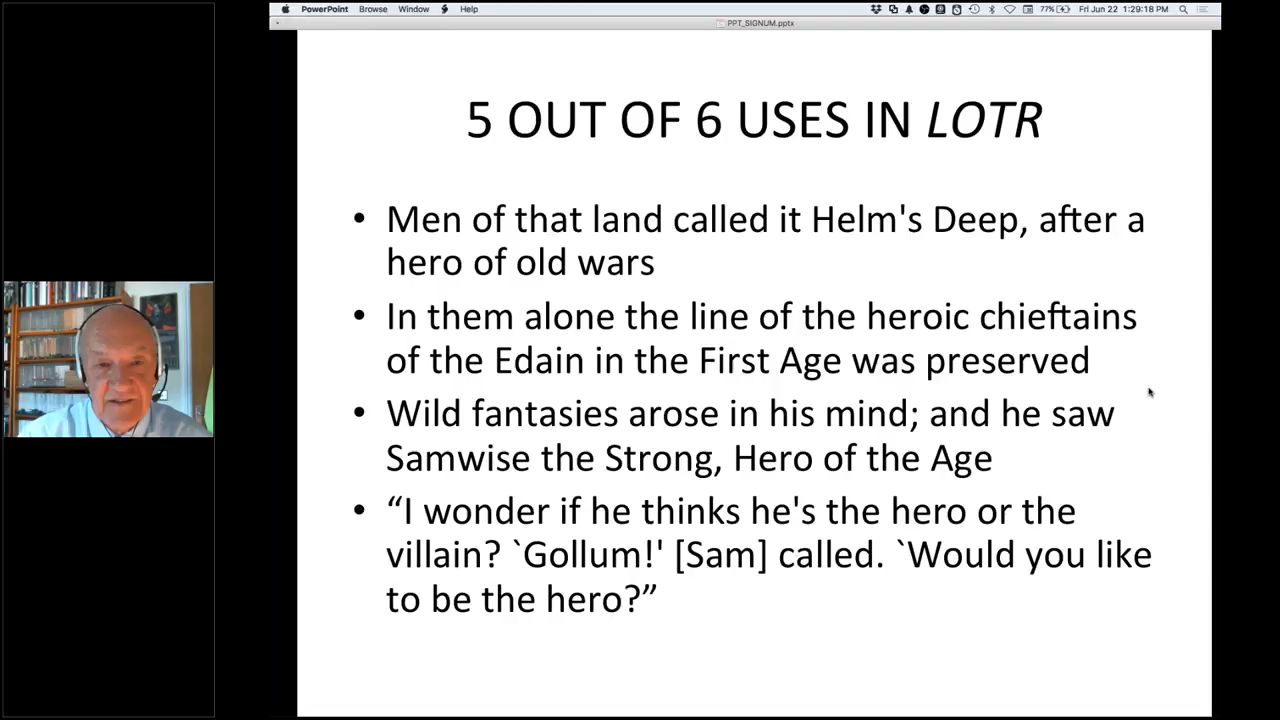 PowerPoint Browse Window Help 77% Fri Jun 22 1:29:18 PM
PPT_SIGNUM.pptx
5 OUT OF 6 USES IN LOTR
• Men of that land called it Helm's Deep, after a
hero of old wars
• In them alone the line of the heroic chieftains
of the Edain in the First Age was preserved
• Wild fantasies arose in his mind; and he saw
Samwise the Strong, Hero of the Age
• “I wonder if he thinks he's the hero or the
villain? `Gollum!' [Sam] called. `Would you like
to be the hero?”